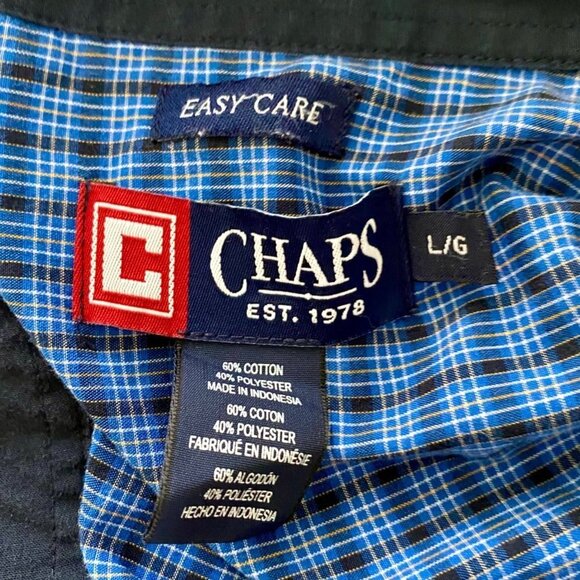 EASY CARE
C
CHAPS
EST. 1978
L/G
60% COTTON
40% POLYESTER
MADE IN INDONESIA
60% COTON
40% POLYESTER
FABRIQUÉ EN INDONÉSIE
60% ALGODÓN
40% POLIÉSTER
HECHO EN INDONESIA